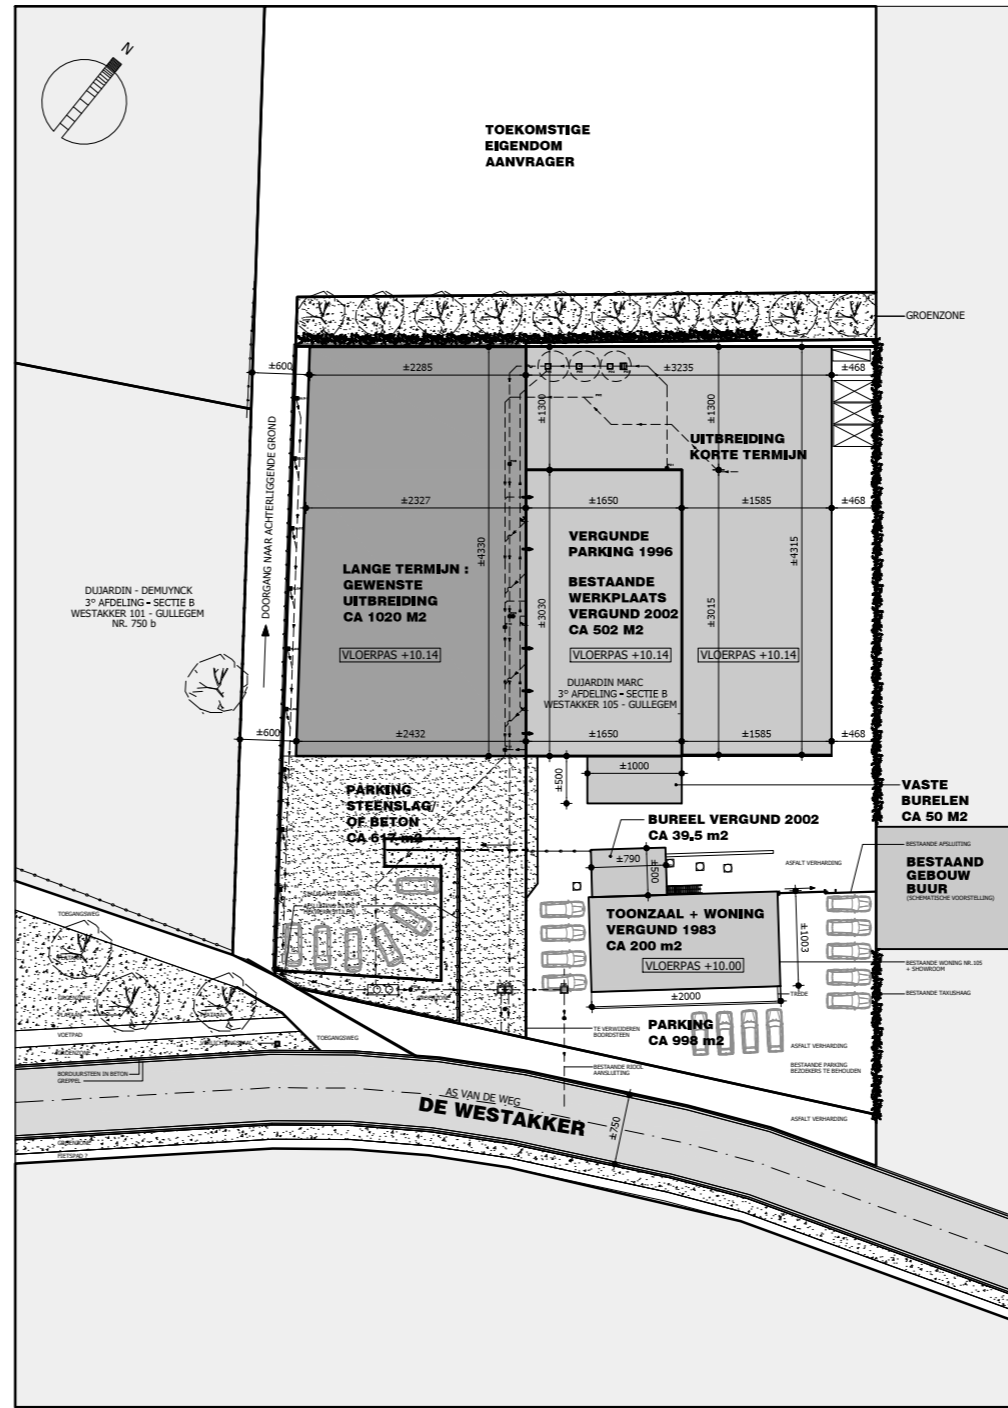 N
TOEKOMSTIGE
EIGENDOM
AANVRAGER
GROENZONE
±600
±2285
±3235
±468
±1300
±1300
UITBREIDING
KORTE TERMIJN
DOORGANG NAAR ACHTERLIGGENDE GROND
±2327
±1650
±1585
±468
±4330
±3030
±3015
±4315
VERGUNDE
PARKING 1996
BESTAANDE
WERKPLAATS
VERGUND 2002
CA 502 M2
LANGE TERMIJN :
GEWENSTE
UITBREIDING
CA 1020 M2
DUJARDIN - DEMUYNCK
3° AFDELING - SECTIE B
WESTAKKER 101 - GULLEGEM
NR. 750 b
VLOERPAS +10.14
VLOERPAS +10.14
VLOERPAS +10.14
DUJARDIN MARC
3° AFDELING - SECTIE B
WESTAKKER 105 - GULLEGEM
±600
±2432
±1650
±1585
±468
±1000
±500
PARKING
STEENSLAG
OF BETON
CA 617 m2
VASTE
BURELEN
CA 50 M2
BUREEL VERGUND 2002
CA 39,5 m2
±790
±500
ASFALT VERHARDING
BESTAANDE AFSLUITING
BESTAAND
GEBOUW
BUUR
(SCHEMATISCHE VOORSTELLING)
TOONZAAL + WONING
VERGUND 1983
CA 200 m2
VLOERPAS +10.00
±1003
±2000
TREDE
BESTAANDE WONING NR.105
+ SHOWROOM
BESTAANDE TAXUSHAAG
TOEGANGSWEG
GROENZONE
VOETPAD
GROENZONE
TOEGANGSWEG
BORDUURSTEEN IN BETON
GREPPEL
TE VERWIJDEREN
BOORDSTEEN
PARKING
CA 998 m2
ASFALT VERHARDING
BESTAANDE RIOOL
AANSLUITING
BESTAANDE PARKING
BEZOEKERS TE BEHOUDEN
AS VAN DE WEG
DE WESTAKKER
±750
ASFALT VERHARDING
GROENZONE
FIETSPAD ?